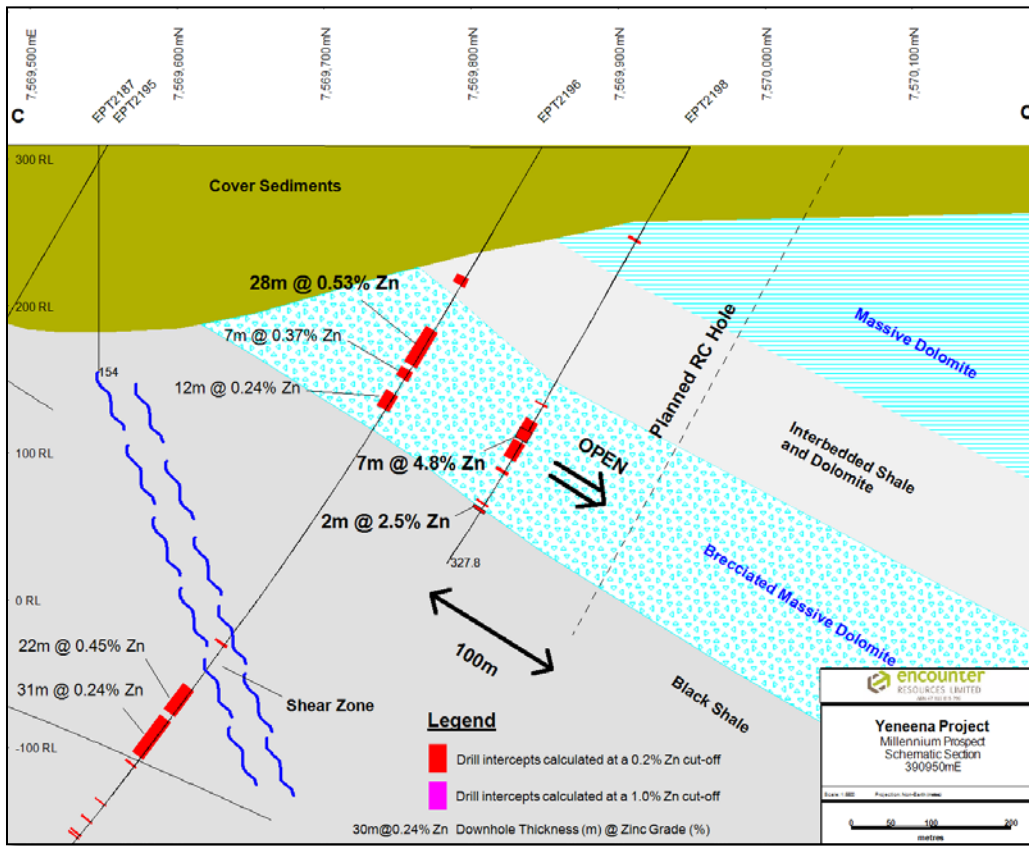 7,569,500mE
7,569,600mN
7,569,700mN
7,569,800mN
7,569,900mN
7,570,000mN
7,570,100mN
C
EPT2187
EPT2195
EPT2196
EPT2198
C
300 RL
Cover Sediments
200 RL
28m @ 0.53% Zn
7m @ 0.37% Zn
12m @ 0.24% Zn
154
Planned RC Hole
Massive Dolomite
100 RL
7m @ 4.8% Zn
OPEN
Interbedded Shale
and Dolomite
2m @ 2.5% Zn
327.8
Brecciated Massive Dolomite
0 RL
100m
22m @ 0.45% Zn
31m @ 0.24% Zn
Shear Zone
Black Shale
-100 RL
Legend
Drill intercepts calculated at a 0.2% Zn cut-off
Drill intercepts calculated at a 1.0% Zn cut-off
30m@0.24% Zn Downhole Thickness (m) @ Zinc Grade (%)
encounter
RESOURCES LIMITED
Yeneena Project
Millennium Prospect
Schematic Section
390950mE
0 50 100 200
metres